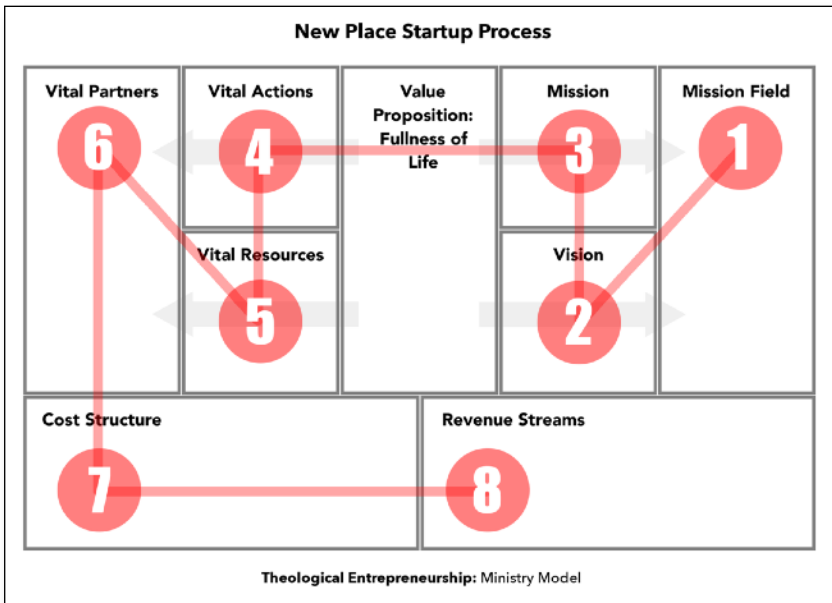 New Place Startup Process
Vital Partners
6
Vital Actions
4
Value
Proposition:
Fullness of
Life
Mission
3
Mission Field
1
Vital Resources
5
Vision
2
Cost Structure
7
Revenue Streams
8
Theological Entrepreneurship: Ministry Model